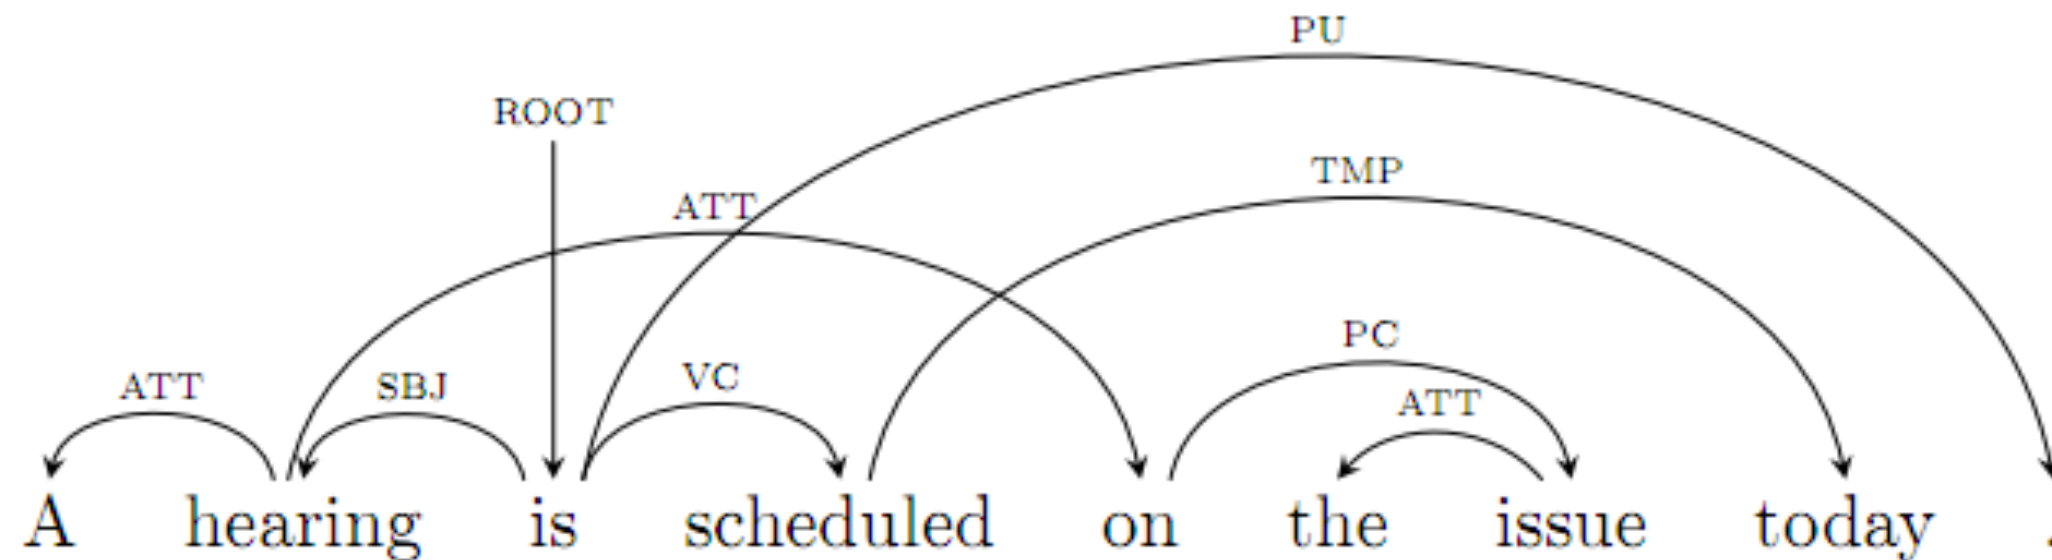 PU
ROOT
TMP
ATT
PC
ATT SBJ VC ATT
A hearing is scheduled on the issue today .